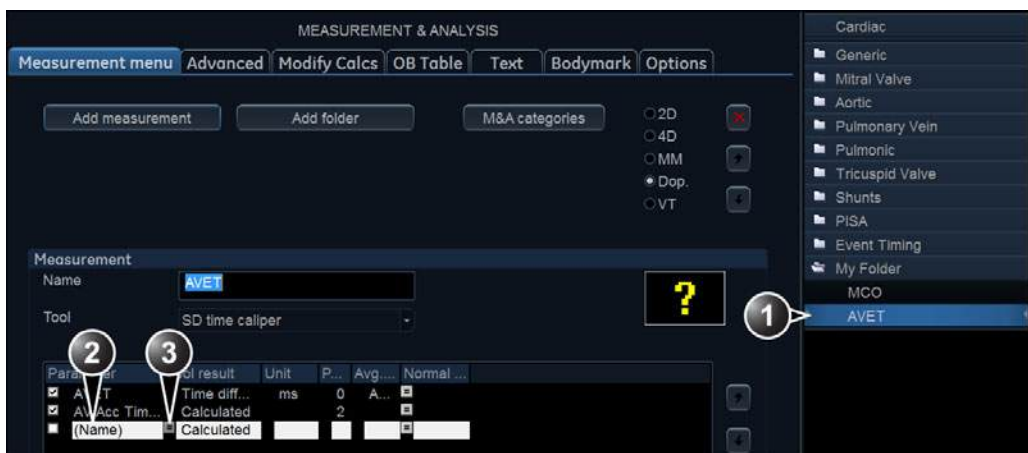 MEASUREMENT & ANALYSIS
Measurement menu Advanced Modify Calcs OB Table Text Bodymark Options
Add measurement Add folder M&A categories
2D
4D
MM
Dop.
VT
Measurement
Name AVET
Tool SD time caliper
?
2 3
Unit P... Avg.... Normal ...
Time diff... ms 0 A...
Acc Tim... Calculated 2
(Name) Calculated
Cardiac
Generic
Mitral Valve
Aortic
Pulmonary Vein
Pulmonic
Tricuspid Valve
Shunts
PISA
Event Timing
My Folder
MCO
1 AVET